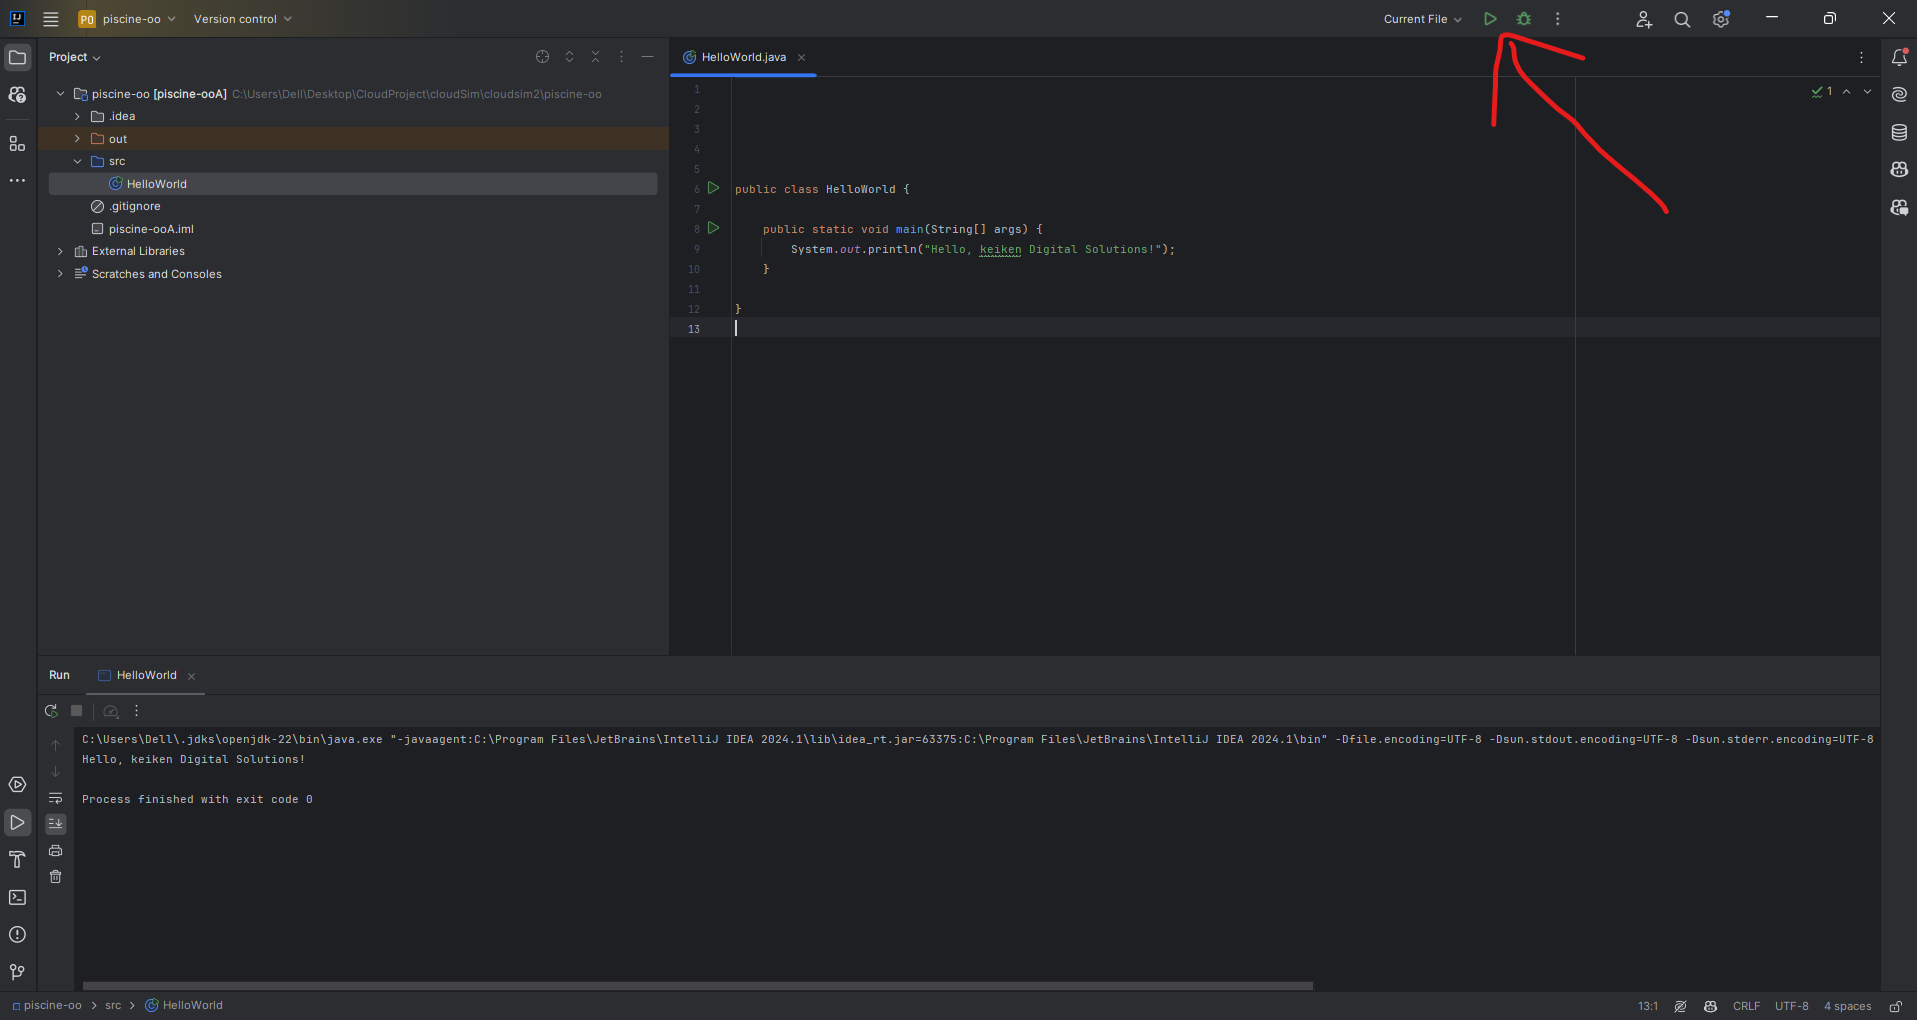 PO piscine-oo Version control Current File
Project
HelloWorld.java
piscine-oo [piscine-ooA] C:\Users\Dell\Desktop\CloudProject\cloudSim\cloudsim2\piscine-oo
.idea
out
src
HelloWorld
.gitignore
piscine-ooA.iml
External Libraries
Scratches and Consoles
1
1
2
3
4
5
6 public class HelloWorld {
7
8 public static void main(String[] args) {
9 System.out.println("Hello, keiken Digital Solutions!");
10 }
11
12 }
13
Run HelloWorld
C:\Users\Dell\.jdks\openjdk-22\bin\java.exe "-javaagent:C:\Program Files\JetBrains\IntelliJ IDEA 2024.1\lib\idea_rt.jar=63375:C:\Program Files\JetBrains\IntelliJ IDEA 2024.1\bin" -Dfile.encoding=UTF-8 -Dsun.stdout.encoding=UTF-8 -Dsun.stderr.encoding=UTF-8
Hello, keiken Digital Solutions!
Process finished with exit code 0
piscine-oo > src > HelloWorld
13:1 CRLF UTF-8 4 spaces